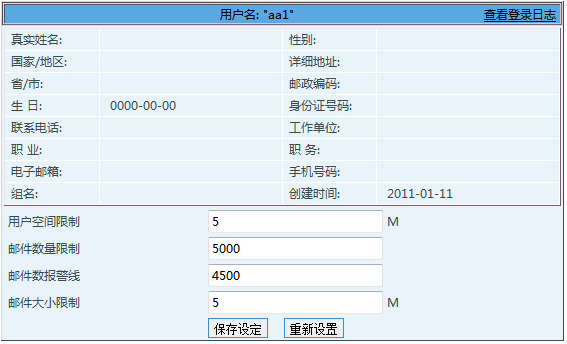 用户名: "aa1" 查看登录日志
真实姓名: 性别:
国家/地区: 详细地址:
省/市: 邮政编码:
生 日: 0000-00-00 身份证号码:
联系电话: 工作单位:
职 业: 职 务:
电子邮箱: 手机号码:
组名: 创建时间: 2011-01-11
用户空间限制 5 M
邮件数量限制 5000
邮件数报警线 4500
邮件大小限制 5 M
保存设定 重新设置